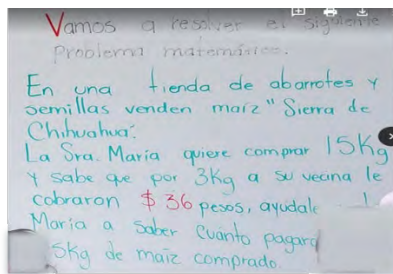 Vamos a resolver el siguiente
problema matemático.
En una tienda de abarrotes y
semillas venden maíz "Sierra de
Chihuahua".
La Sra. María quiere comprar 15Kg
y sabe que por 3Kg a su vecina le
cobraron $ 36 pesos, ayudale
María a saber cuanto pagará
5Kg de maíz comprado.